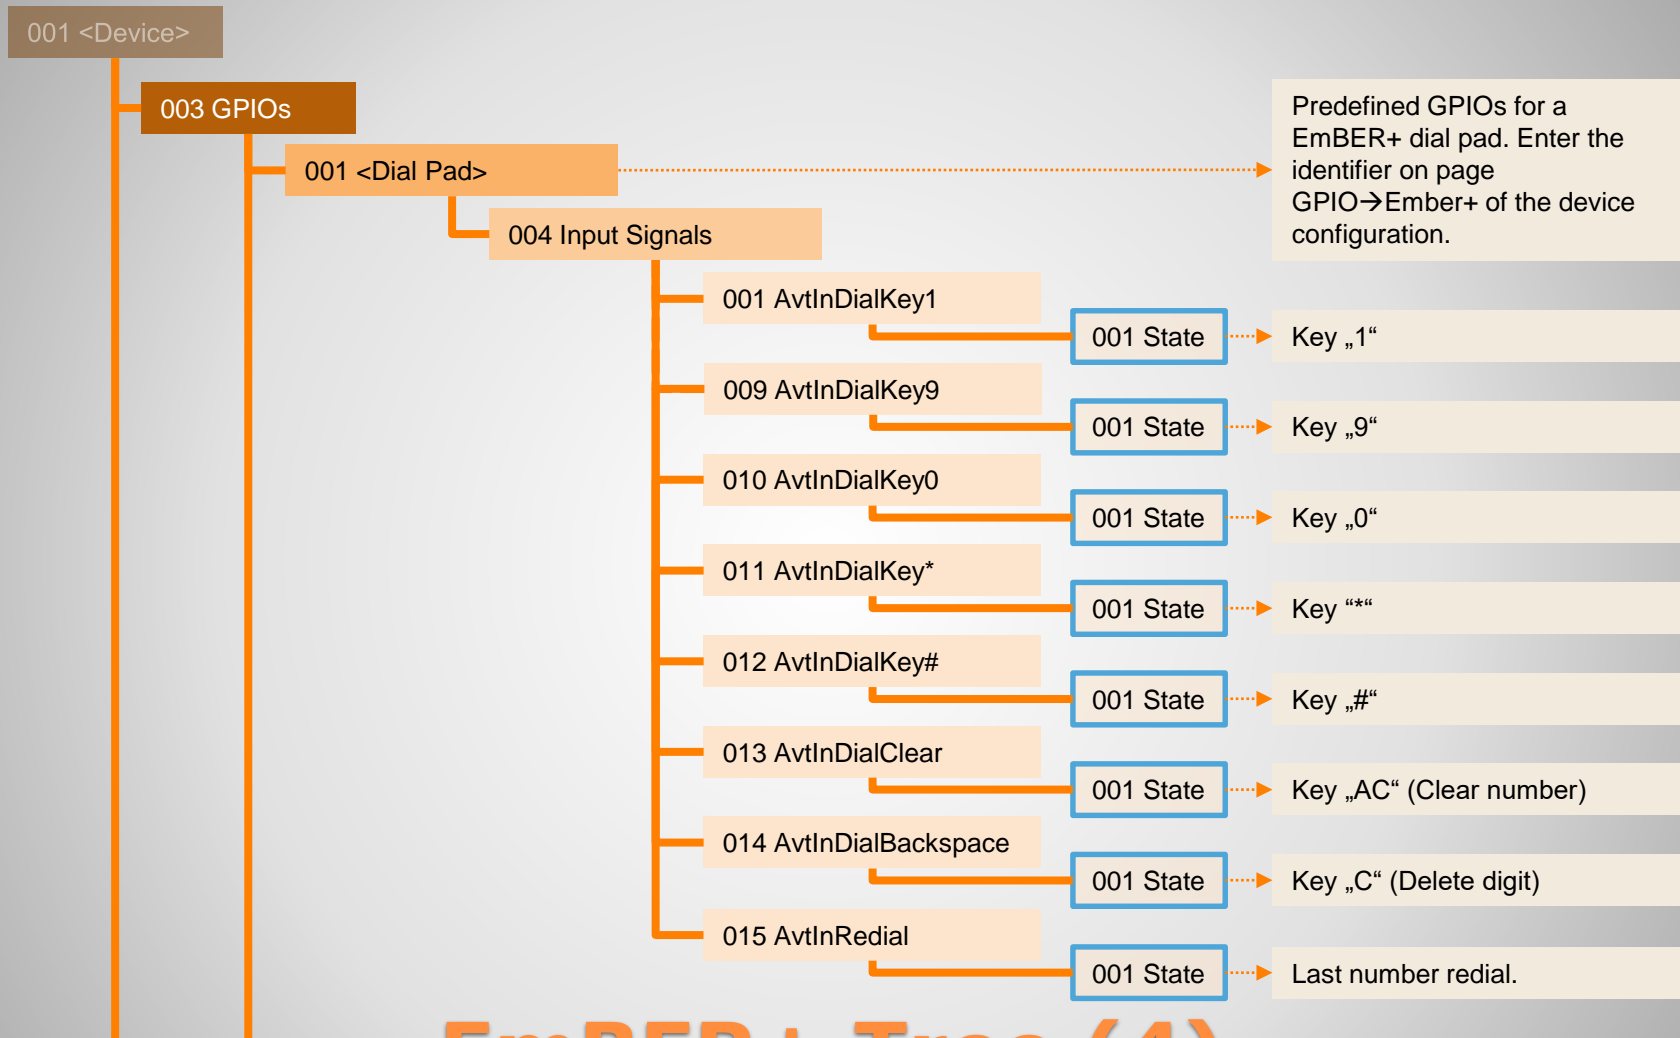 001 <Device>
003 GPIOs
001 <Dial Pad>
Predefined GPIOs for a
EmBER+ dial pad. Enter the
identifier on page
GPIO→Ember+ of the device
configuration.
004 Input Signals
001 AvtInDialKey1
001 State
Key „1“
009 AvtInDialKey9
001 State
Key „9“
010 AvtInDialKey0
001 State
Key „0“
011 AvtInDialKey*
001 State
Key “*“
012 AvtInDialKey#
001 State
Key „#“
013 AvtInDialClear
001 State
Key „AC“ (Clear number)
014 AvtInDialBackspace
001 State
Key „C“ (Delete digit)
015 AvtInRedial
001 State
Last number redial.
EmBER+ Tree (4)